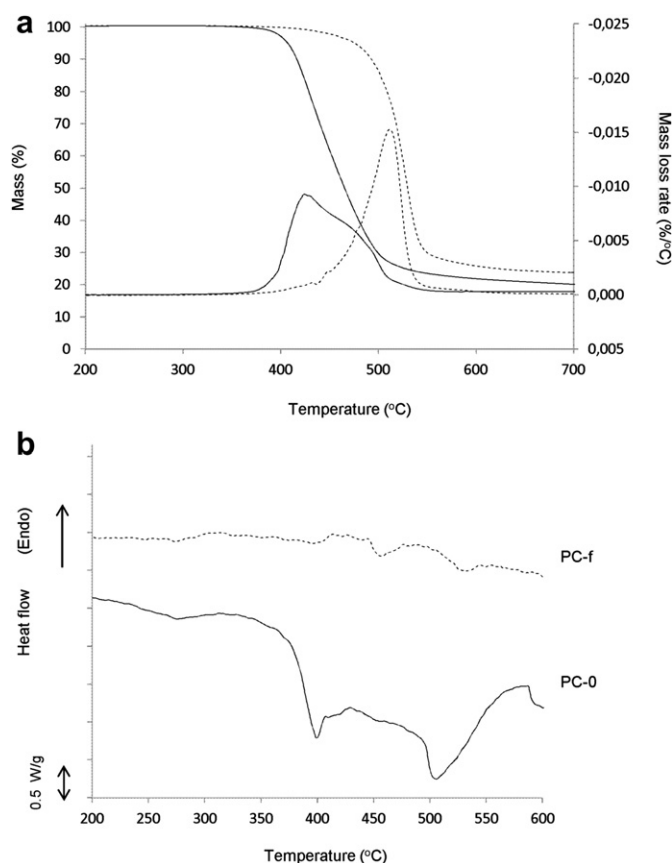 a
100
90
80
70
60
50
40
30
20
10
0
Mass (%)
-0,025
-0,020
-0,015
-0,010
-0,005
0,000
0,005
Mass loss rate (%/°C)
200 300 400 500 600 700
Temperature (°C)
b
Heat flow (Endo)
0.5 W/g
PC-f
PC-0
200 250 300 350 400 450 500 550 600
Temperature (°C)